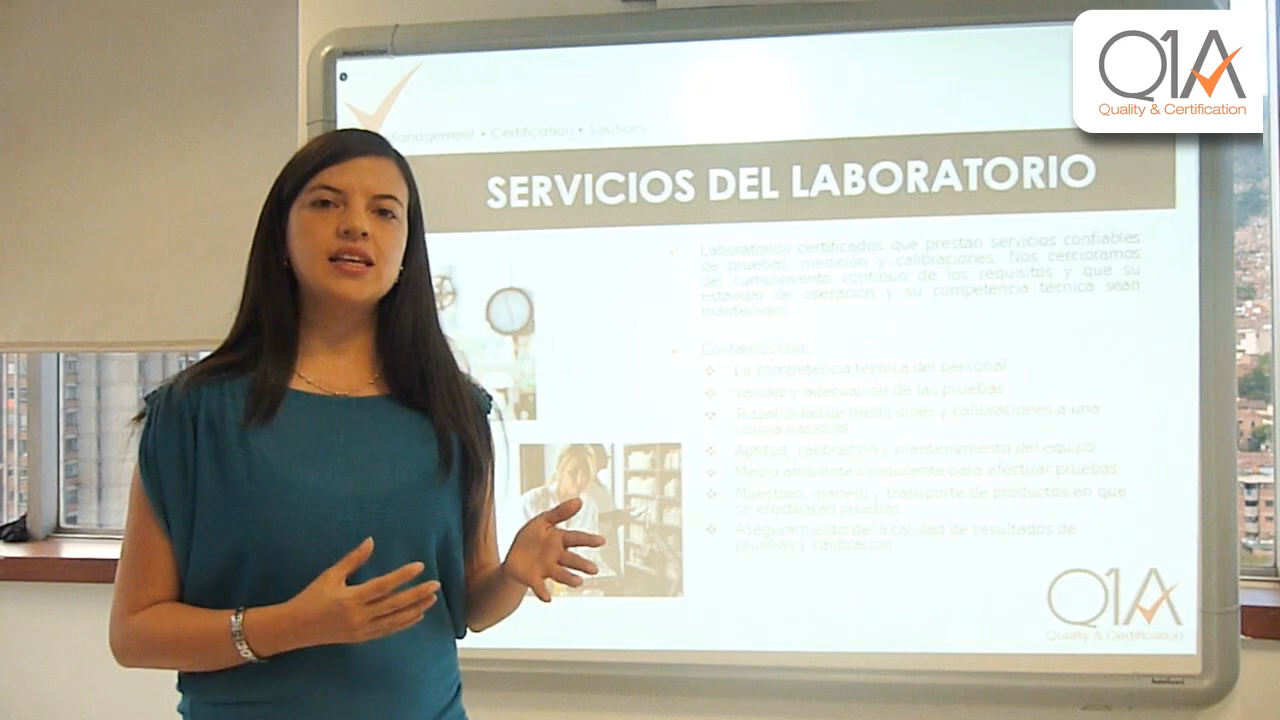 Q1A
Quality & Certification
Management • Certification • Solutions
SERVICIOS DEL LABORATORIO
Laboratorios certificados que prestan servicios confiables
de pruebas, medición y calibraciones. Nos cercioramos
del cumplimiento continuo de los requisitos y que su
estándar de operación y su competencia técnica sean
mantenidos.
Contamos con:
La competencia técnica del personal
Validez y adecuación de las pruebas
Trazabilidad de mediciones y calibraciones a una
norma nacional
Aptitud, calibración y mantenimiento del equipo
Medio ambiente conducente para efectuar pruebas
Muestreo, manejo y transporte de productos en que
se efectuarán pruebas
Aseguramiento de la calidad de resultados de
pruebas y calibración
Q1A
Quality & Certification